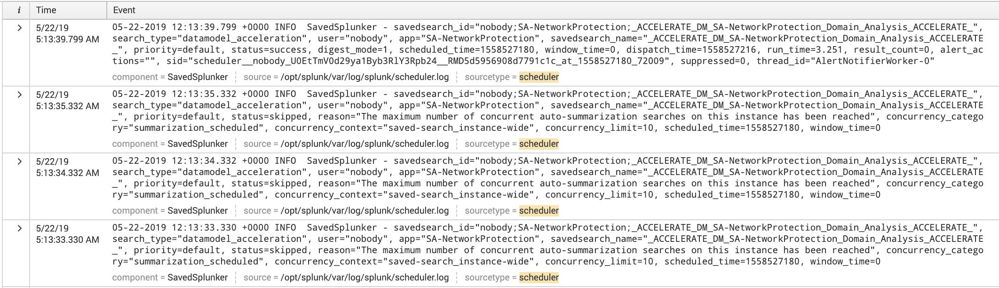 i Time Event
5/22/19
5:13:39.799 AM
05-22-2019 12:13:39.799 +0000 INFO  SavedSplunker - savedsearch_id="nobody;SA-NetworkProtection;_ACCELERATE_DM_SA-NetworkProtection_Domain_Analysis_ACCELERATE_",
search_type="datamodel_acceleration", user="nobody", app="SA-NetworkProtection", savedsearch_name="_ACCELERATE_DM_SA-NetworkProtection_Domain_Analysis_ACCELERATE
_", priority=default, status=success, digest_mode=1, scheduled_time=1558527180, window_time=0, dispatch_time=1558527216, run_time=3.251, result_count=0, alert_ac
tions="", sid="scheduler__nobody_U0EtTmV0d29ya1Byb3RlY3Rpb24__RMD5d5956908d7791c1c_at_1558527180_72009", suppressed=0, thread_id="AlertNotifierWorker-0"
component = SavedSplunker source = /opt/splunk/var/log/splunk/scheduler.log sourcetype = scheduler
5/22/19
5:13:35.332 AM
05-22-2019 12:13:35.332 +0000 INFO  SavedSplunker - savedsearch_id="nobody;SA-NetworkProtection;_ACCELERATE_DM_SA-NetworkProtection_Domain_Analysis_ACCELERATE_",
search_type="datamodel_acceleration", user="nobody", app="SA-NetworkProtection", savedsearch_name="_ACCELERATE_DM_SA-NetworkProtection_Domain_Analysis_ACCELERATE
_", priority=default, status=skipped, reason="The maximum number of concurrent auto-summarization searches on this instance has been reached", concurrency_catego
ry="summarization_scheduled", concurrency_context="saved-search_instance-wide", concurrency_limit=10, scheduled_time=1558527180, window_time=0
component = SavedSplunker source = /opt/splunk/var/log/splunk/scheduler.log sourcetype = scheduler
5/22/19
5:13:34.332 AM
05-22-2019 12:13:34.332 +0000 INFO  SavedSplunker - savedsearch_id="nobody;SA-NetworkProtection;_ACCELERATE_DM_SA-NetworkProtection_Domain_Analysis_ACCELERATE_",
search_type="datamodel_acceleration", user="nobody", app="SA-NetworkProtection", savedsearch_name="_ACCELERATE_DM_SA-NetworkProtection_Domain_Analysis_ACCELERATE
_", priority=default, status=skipped, reason="The maximum number of concurrent auto-summarization searches on this instance has been reached", concurrency_catego
ry="summarization_scheduled", concurrency_context="saved-search_instance-wide", concurrency_limit=10, scheduled_time=1558527180, window_time=0
component = SavedSplunker source = /opt/splunk/var/log/splunk/scheduler.log sourcetype = scheduler
5/22/19
5:13:33.330 AM
05-22-2019 12:13:33.330 +0000 INFO  SavedSplunker - savedsearch_id="nobody;SA-NetworkProtection;_ACCELERATE_DM_SA-NetworkProtection_Domain_Analysis_ACCELERATE_",
search_type="datamodel_acceleration", user="nobody", app="SA-NetworkProtection", savedsearch_name="_ACCELERATE_DM_SA-NetworkProtection_Domain_Analysis_ACCELERATE
_", priority=default, status=skipped, reason="The maximum number of concurrent auto-summarization searches on this instance has been reached", concurrency_catego
ry="summarization_scheduled", concurrency_context="saved-search_instance-wide", concurrency_limit=10, scheduled_time=1558527180, window_time=0
component = SavedSplunker source = /opt/splunk/var/log/splunk/scheduler.log sourcetype = scheduler